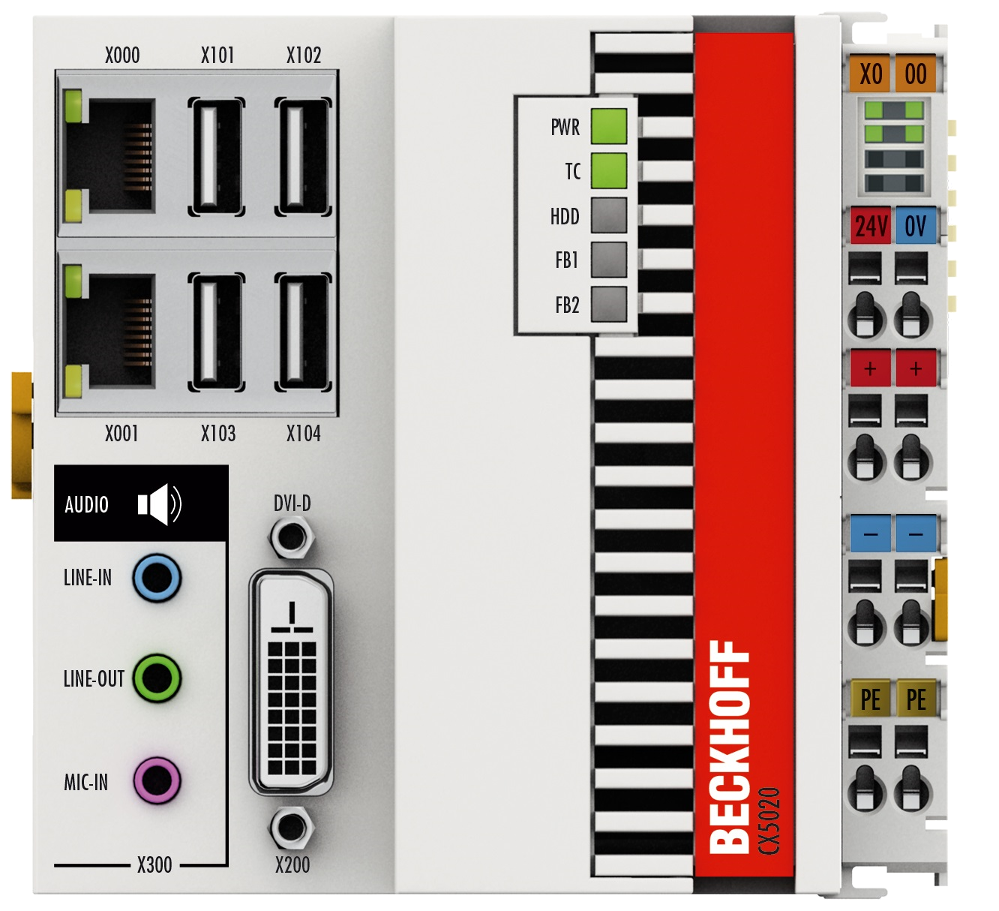 X000 X101 X102
X001 X103 X104
AUDIO
LINE-IN
LINE-OUT
MIC-IN
X300
DVI-D
X200
PWR
TC
HDD
FB1
FB2
BECKHOFF
CX5020
X0 00
24V 0V
+ +
− −
PE PE